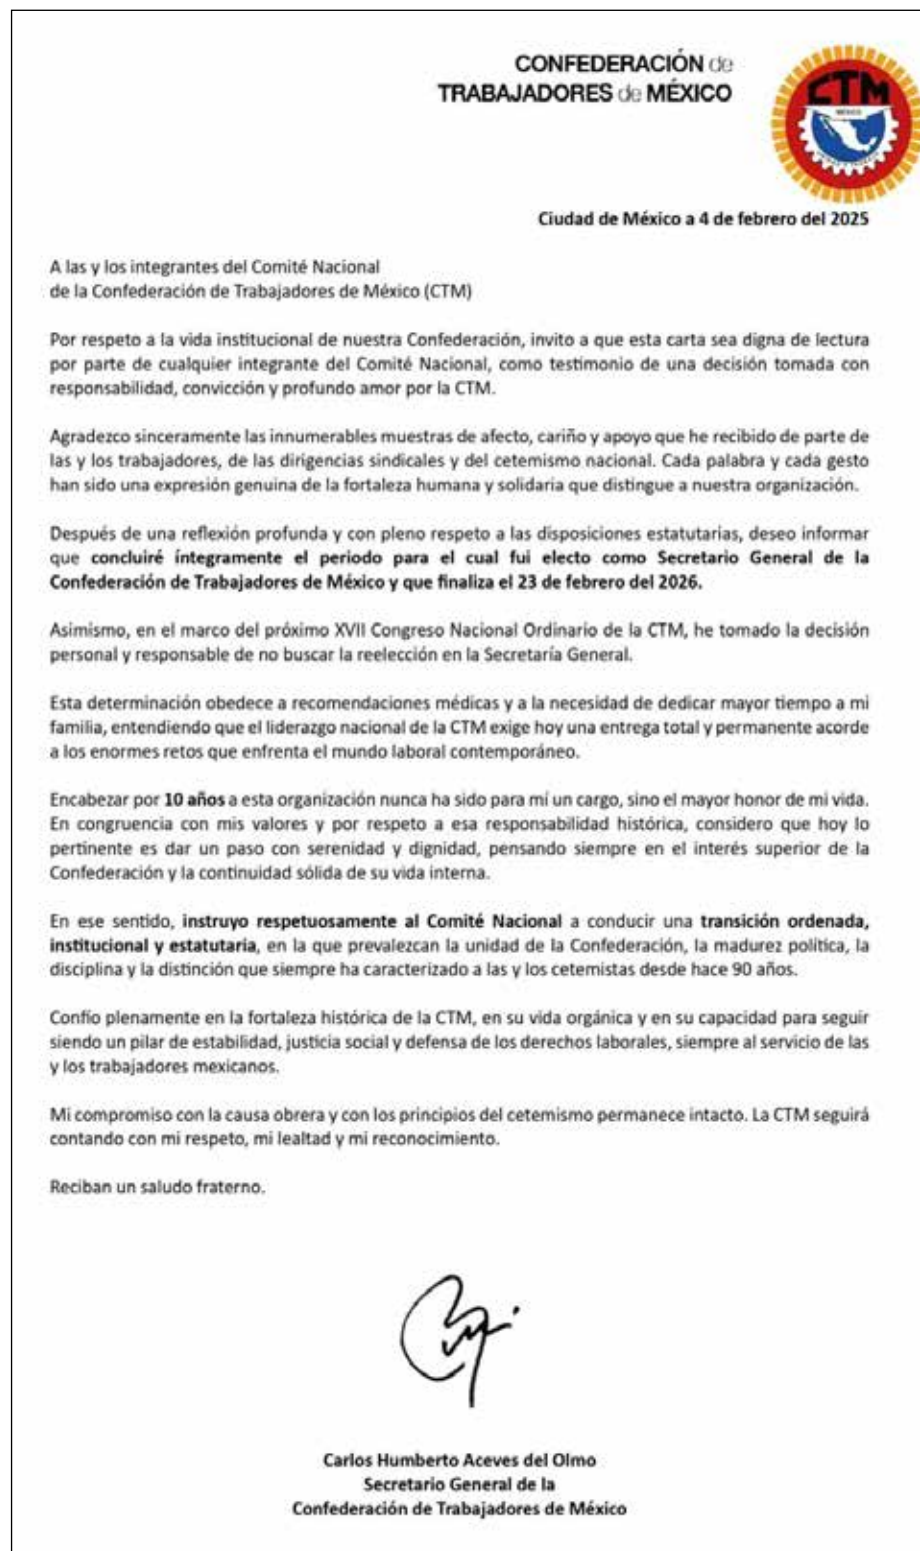 CONFEDERACIÓN de
TRABAJADORES de MÉXICO
CTM
MÉXICO
Ciudad de México a 4 de febrero del 2025
A las y los integrantes del Comité Nacional
de la Confederación de Trabajadores de México (CTM)
Por respeto a la vida institucional de nuestra Confederación, invito a que esta carta sea digna de lectura
por parte de cualquier integrante del Comité Nacional, como testimonio de una decisión tomada con
responsabilidad, convicción y profundo amor por la CTM.
Agradezco sinceramente las innumerables muestras de afecto, cariño y apoyo que he recibido de parte de
las y los trabajadores, de las dirigencias sindicales y del cetemismo nacional. Cada palabra y cada gesto
han sido una expresión genuina de la fortaleza humana y solidaria que distingue a nuestra organización.
Después de una reflexión profunda y con pleno respeto a las disposiciones estatutarias, deseo informar
que concluiré íntegramente el periodo para el cual fui electo como Secretario General de la
Confederación de Trabajadores de México y que finaliza el 23 de febrero del 2026.
Asimismo, en el marco del próximo XVII Congreso Nacional Ordinario de la CTM, he tomado la decisión
personal y responsable de no buscar la reelección en la Secretaría General.
Esta determinación obedece a recomendaciones médicas y a la necesidad de dedicar mayor tiempo a mi
familia, entendiendo que el liderazgo nacional de la CTM exige hoy una entrega total y permanente acorde
a los enormes retos que enfrenta el mundo laboral contemporáneo.
Encabezar por 10 años a esta organización nunca ha sido para mí un cargo, sino el mayor honor de mi vida.
En congruencia con mis valores y por respeto a esa responsabilidad histórica, considero que hoy lo
pertinente es dar un paso con serenidad y dignidad, pensando siempre en el interés superior de la
Confederación y la continuidad sólida de su vida interna.
En ese sentido, instruyo respetuosamente al Comité Nacional a conducir una transición ordenada,
institucional y estatutaria, en la que prevalezcan la unidad de la Confederación, la madurez política, la
disciplina y la distinción que siempre ha caracterizado a las y los cetemistas desde hace 90 años.
Confío plenamente en la fortaleza histórica de la CTM, en su vida orgánica y en su capacidad para seguir
siendo un pilar de estabilidad, justicia social y defensa de los derechos laborales, siempre al servicio de las
y los trabajadores mexicanos.
Mi compromiso con la causa obrera y con los principios del cetemismo permanece intacto. La CTM seguirá
contando con mi respeto, mi lealtad y mi reconocimiento.
Reciban un saludo fraterno.
Carlos Humberto Aceves del Olmo
Secretario General de la
Confederación de Trabajadores de México